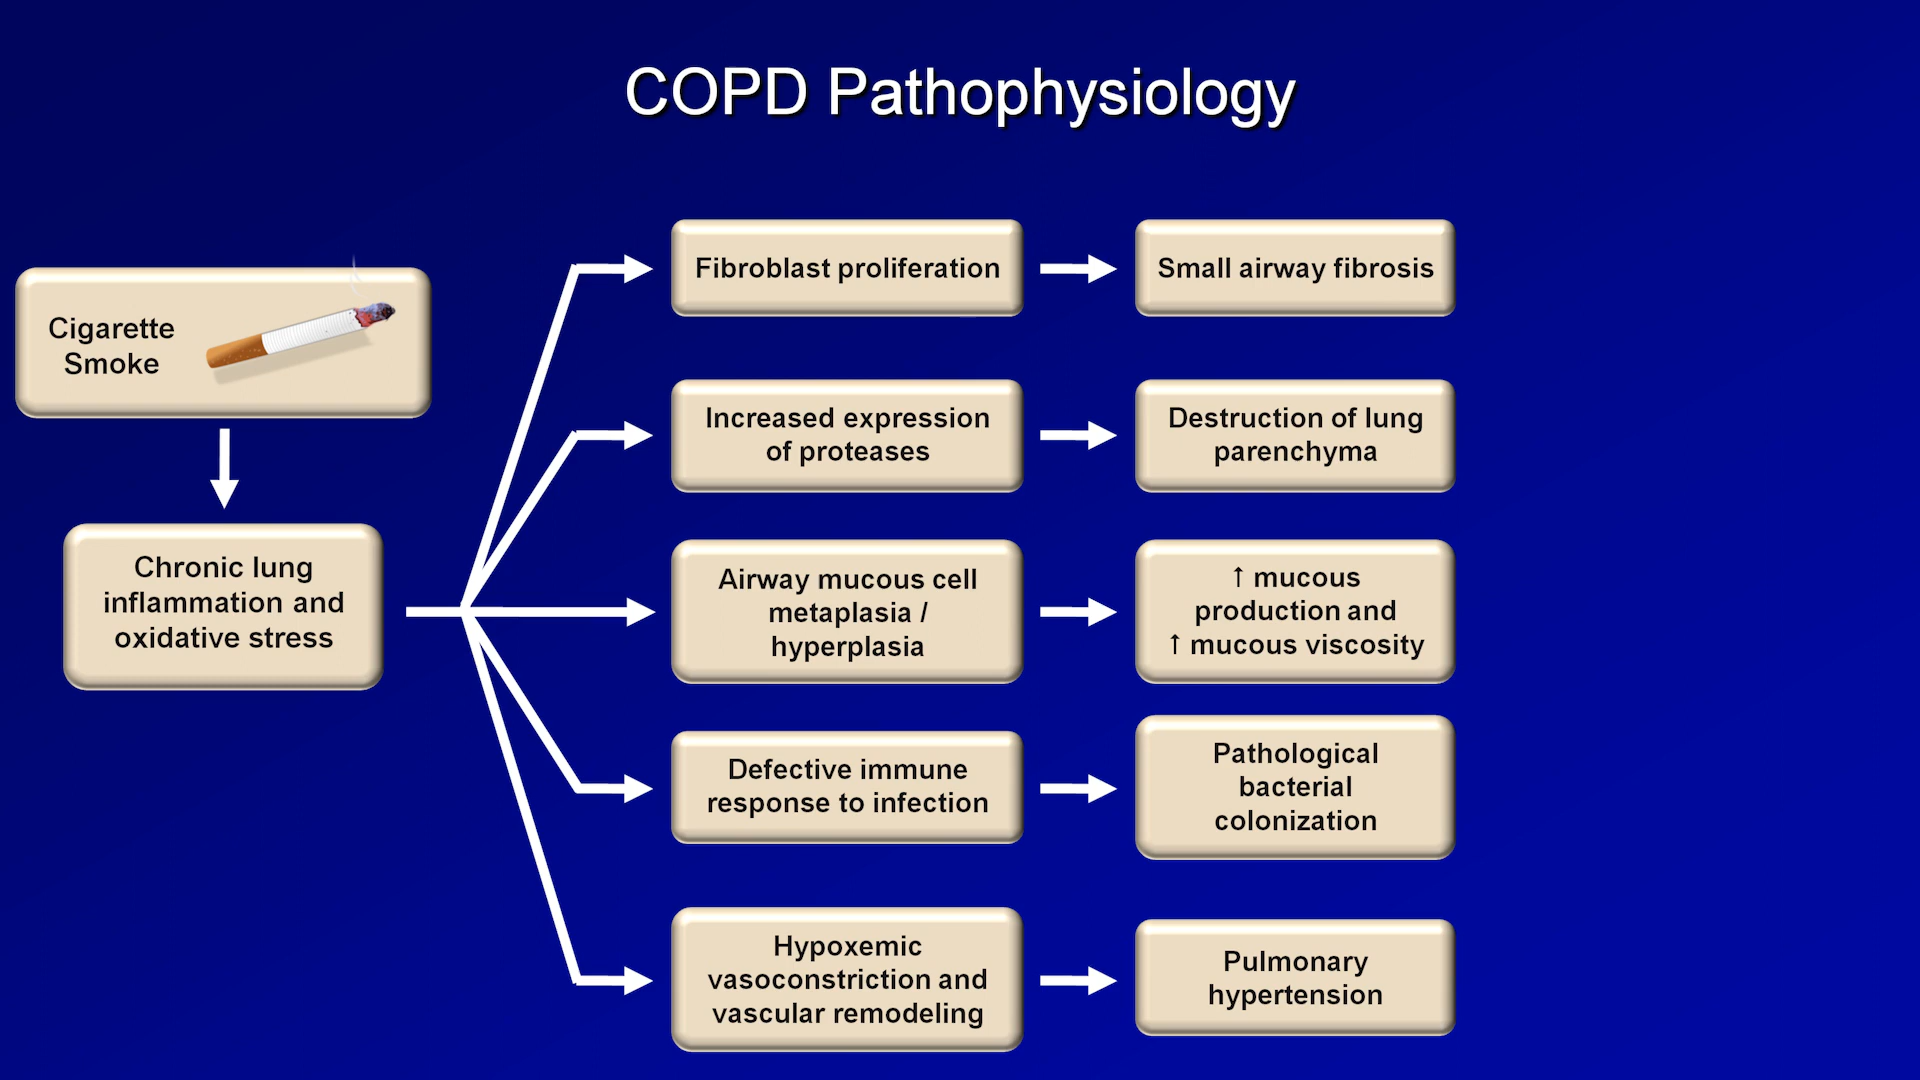 COPD Pathophysiology
Cigarette
Smoke
Chronic lung
inflammation and
oxidative stress
Fibroblast proliferation
Small airway fibrosis
Increased expression
of proteases
Destruction of lung
parenchyma
Airway mucous cell
metaplasia /
hyperplasia
↑ mucous
production and
↑ mucous viscosity
Defective immune
response to infection
Pathological
bacterial
colonization
Hypoxemic
vasoconstriction and
vascular remodeling
Pulmonary
hypertension